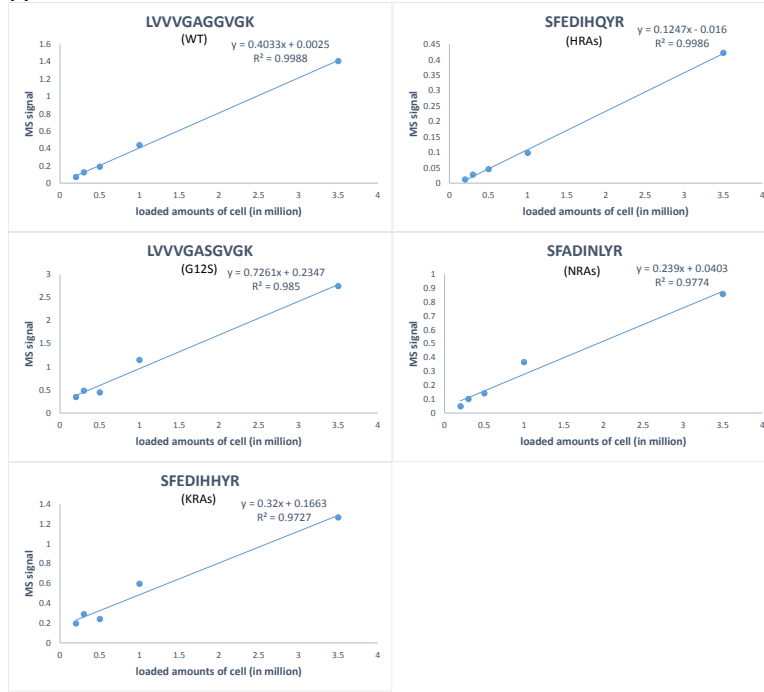 LVVVGAGGVGK
(WT)
y = 0.4033x + 0.0025
R² = 0.9988
1.6
1.4
1.2
1
0.8
0.6
0.4
0.2
0
MS signal
0 0.5 1 1.5 2 2.5 3 3.5 4
loaded amounts of cell (in million)
SFEDIHQYR
(HRAs)
y = 0.1247x - 0.016
R² = 0.9986
0.45
0.4
0.35
0.3
0.25
0.2
0.15
0.1
0.05
0
MS signal
0 0.5 1 1.5 2 2.5 3 3.5 4
loaded amounts of cell (in million)
LVVVGASGVGK
(G12S)
y = 0.7261x + 0.2347
R² = 0.985
3
2.5
2
1.5
1
0.5
0
MS signal
0 0.5 1 1.5 2 2.5 3 3.5 4
loaded amounts of cell (in million)
SFADINLYR
(NRAs)
y = 0.239x + 0.0403
R² = 0.9774
1
0.9
0.8
0.7
0.6
0.5
0.4
0.3
0.2
0.1
0
MS signal
0 0.5 1 1.5 2 2.5 3 3.5 4
loaded amounts of cell (in million)
SFEDIHHYR
(KRAs)
y = 0.32x + 0.1663
R² = 0.9727
1.4
1.2
1
0.8
0.6
0.4
0.2
0
MS signal
0 0.5 1 1.5 2 2.5 3 3.5 4
loaded amounts of cell (in million)